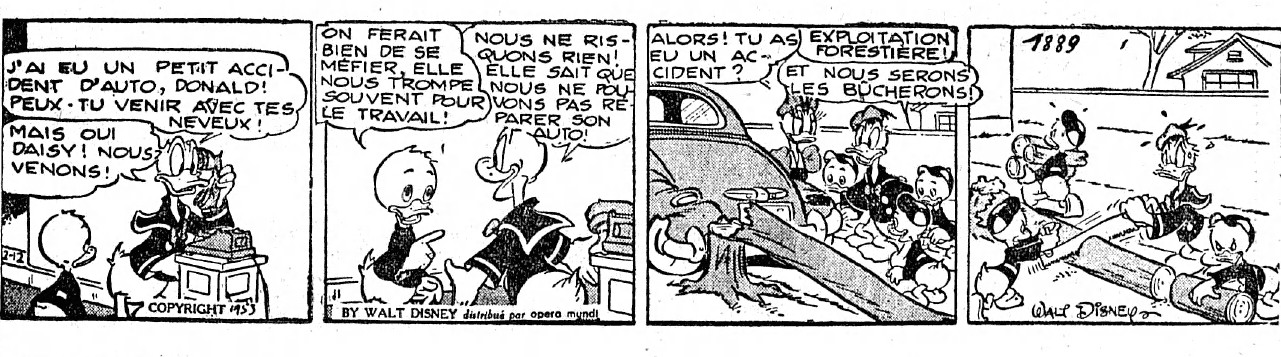 J'AI EU UN PETIT ACCI-
DENT D'AUTO, DONALD!
PEUX-TU VENIR AVEC TES
NEVEUX!
MAIS OUI
DAISY! NOUS
VENONS!
2-12
COPYRIGHT 1953
ON FERAIT
BIEN DE SE
MÉFIER, ELLE
NOUS TROMPE
SOUVENT POUR
LE TRAVAIL!
NOUS NE RIS-
QUONS RIEN!
ELLE SAIT QUE
NOUS NE POU-
VONS PAS RÉ-
PARER SON
AUTO!
BY WALT DISNEY distribué par opera mundi
ALORS! TU AS
EU UN AC-
CIDENT?
EXPLOITATION
FORESTIÈRE!
ET NOUS SERONS
LES BÛCHERONS!
1889
WALT DISNEY